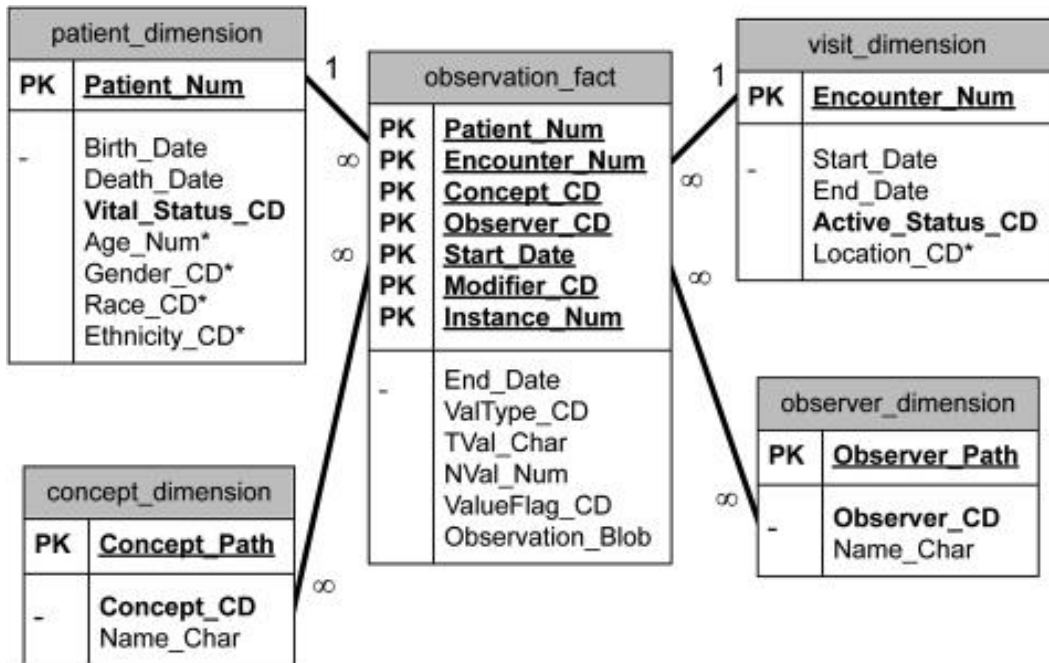 patient_dimension
PK Patient_Num
- Birth_Date
Death_Date
Vital_Status_CD
Age_Num*
Gender_CD*
Race_CD*
Ethnicity_CD*
1
∞
observation_fact
PK Patient_Num
PK Encounter_Num
PK Concept_CD
PK Observer_CD
PK Start_Date
PK Modifier_CD
PK Instance_Num
- End_Date
ValType_CD
TVal_Char
NVal_Num
ValueFlag_CD
Observation_Blob
1
∞
visit_dimension
PK Encounter_Num
- Start_Date
End_Date
Active_Status_CD
Location_CD*
∞
∞
concept_dimension
PK Concept_Path
- Concept_CD
Name_Char
∞
∞
observer_dimension
PK Observer_Path
- Observer_CD
Name_Char